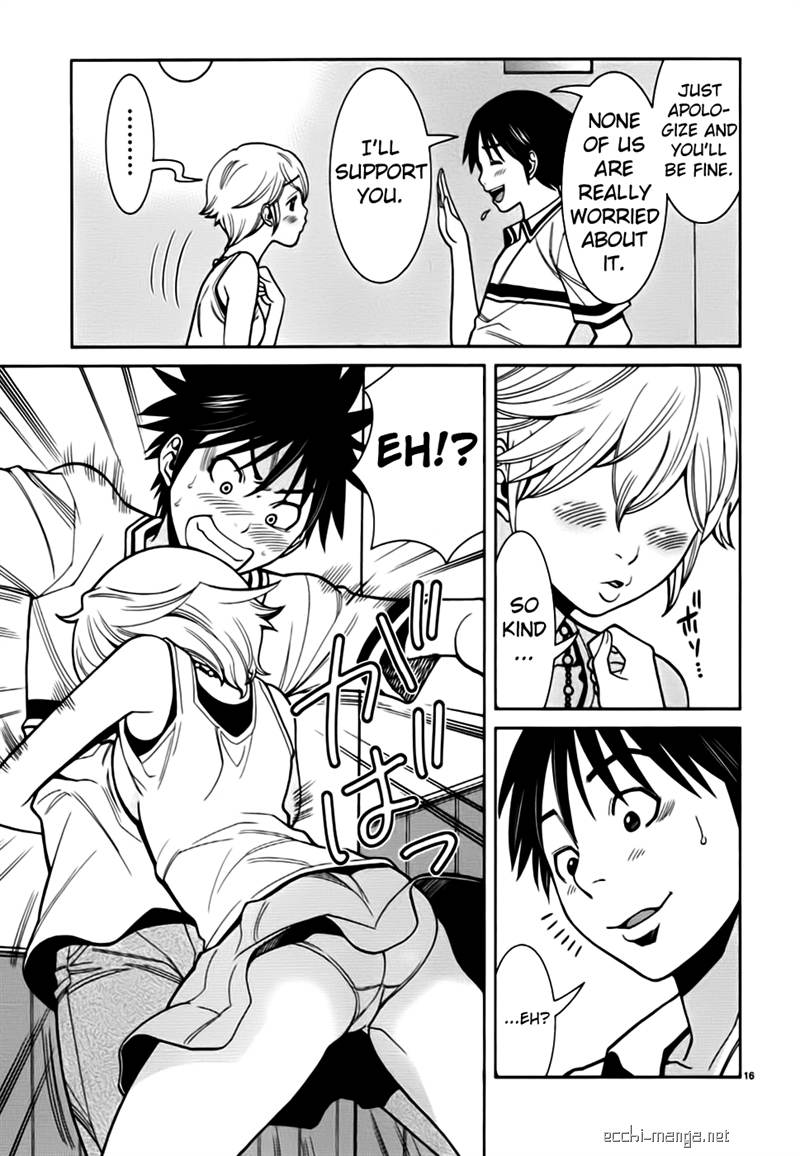 JUST
APOLO-
GIZE AND
YOU'LL
BE FINE.
NONE
OF US
ARE
REALLY
WORRIED
ABOUT
IT.
I'LL
SUPPORT
YOU.
.........
SO
KIND
...
ボソ...
...EH?
EH!?
がばっ
16
ecchi-manga.net